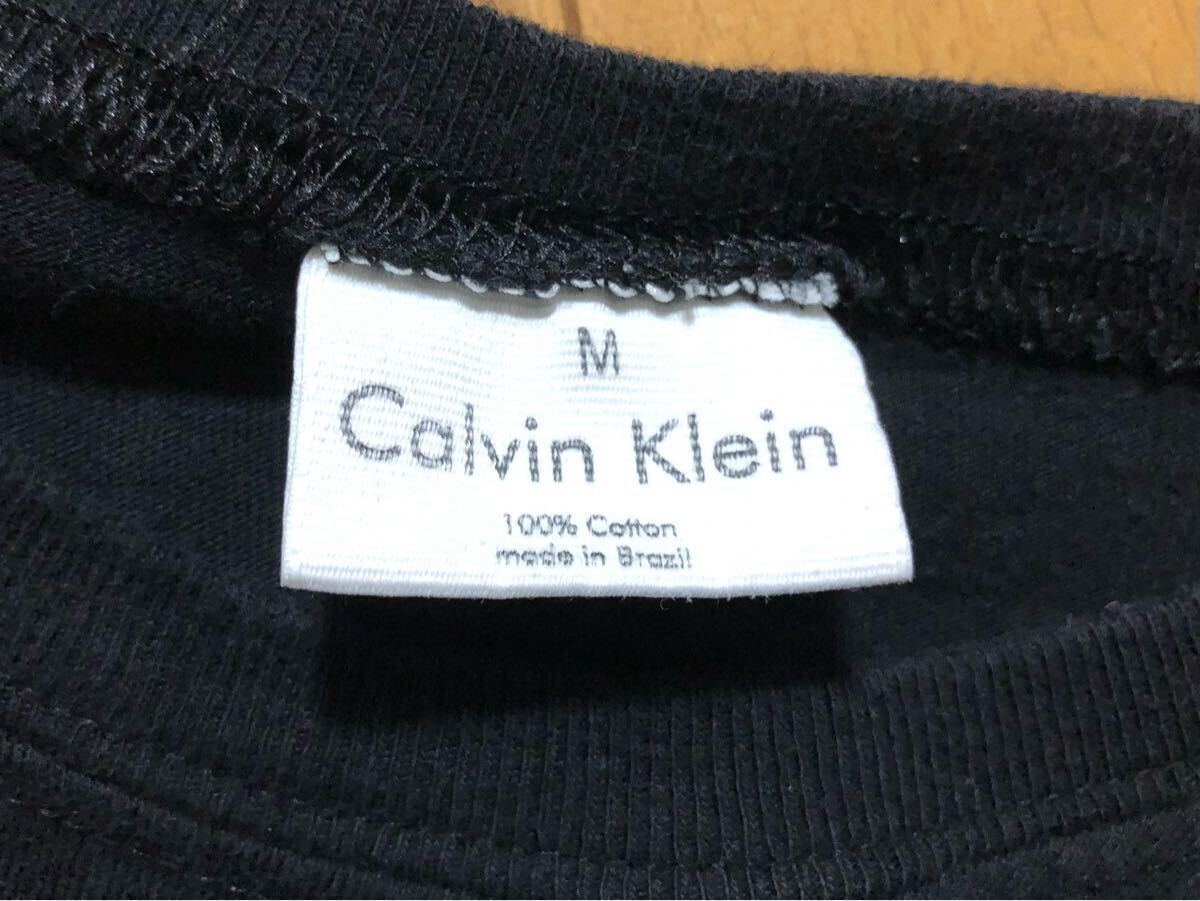 M
Calvin Klein
100% Cotton
made in Brazil